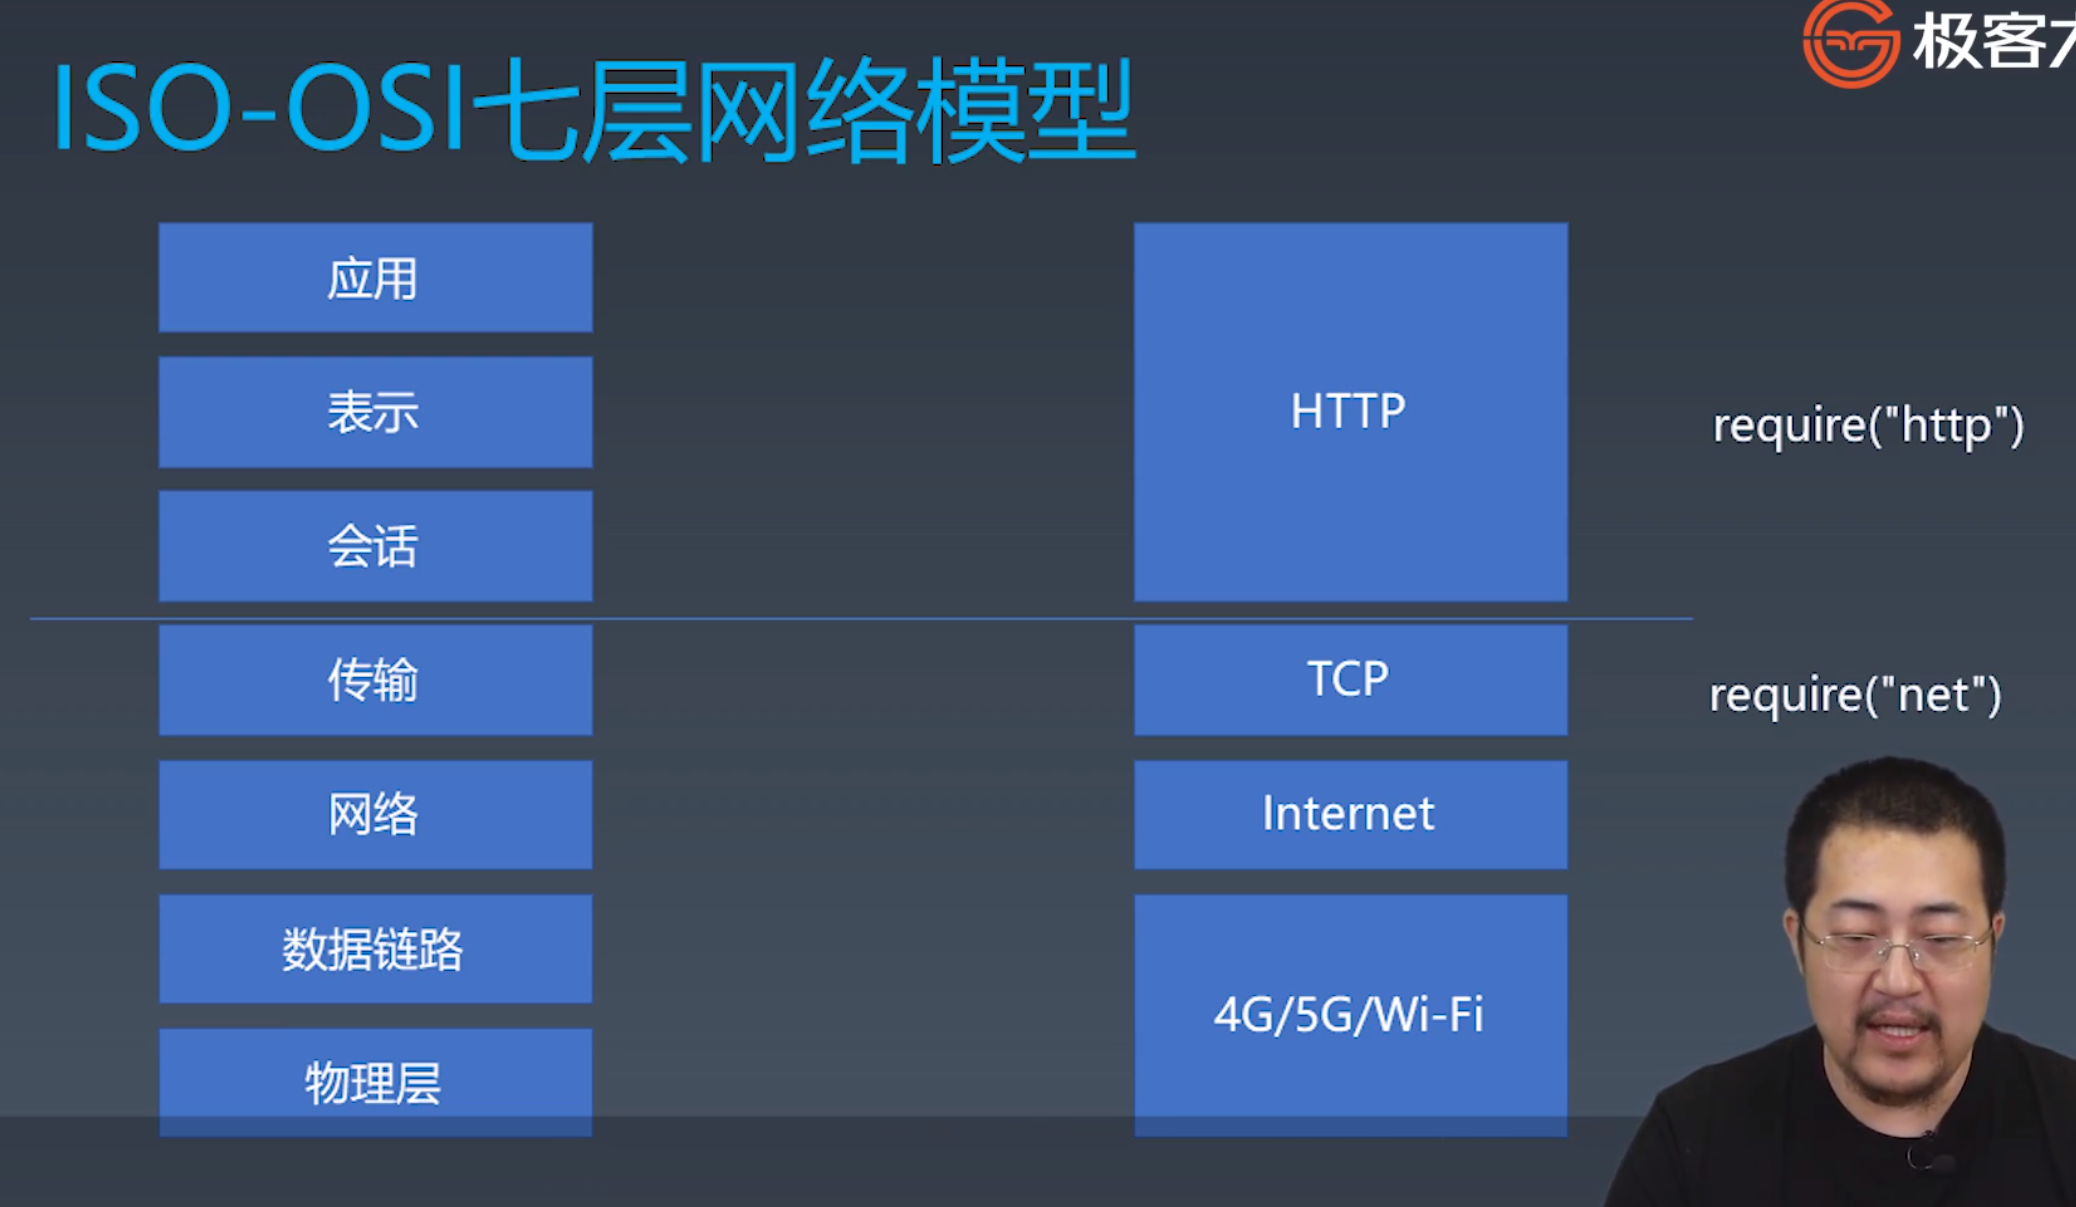 极客大
ISO-OSI七层网络模型
应用
表示
会话
传输
网络
数据链路
物理层
HTTP
TCP
Internet
4G/5G/Wi-Fi
require("http")
require("net")